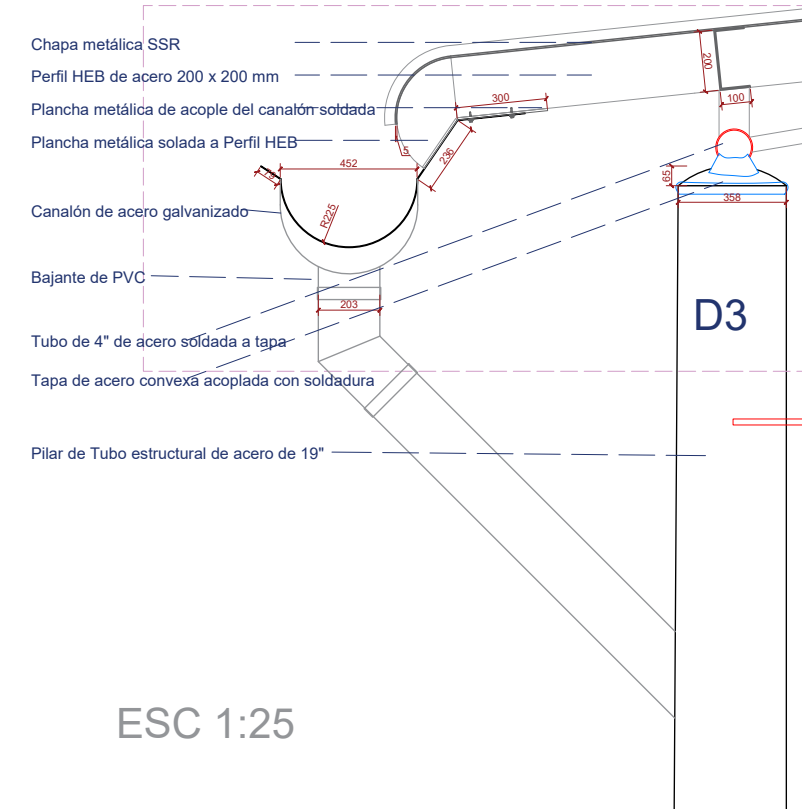 Chapa metálica SSR
Perfil HEB de acero 200 x 200 mm
200
300
100
Plancha metálica de acople del canalón soldada
Plancha metálica solada a Perfil HEB
5
236
452
65
358
Canalón de acero galvanizado
R225
Bajante de PVC
203
D3
Tubo de 4" de acero soldada a tapa
Tapa de acero convexa acoplada con soldadura
Pilar de Tubo estructural de acero de 19"
ESC 1:25